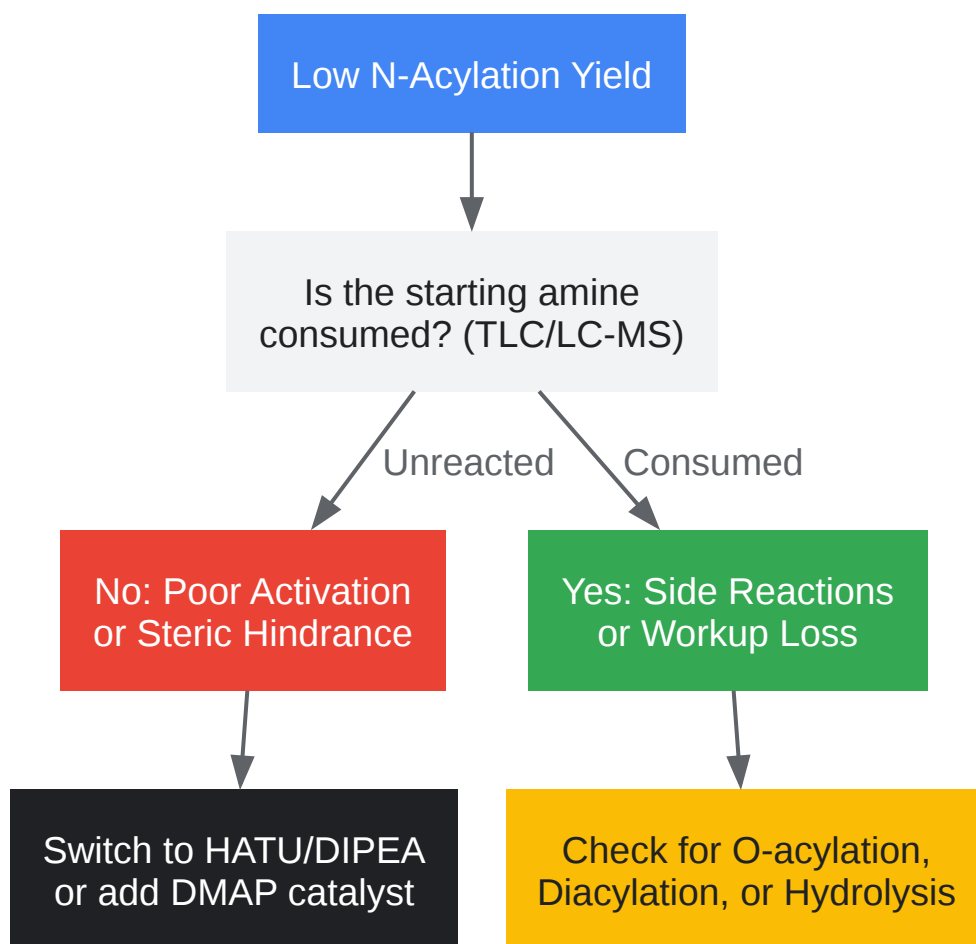 Low N-Acylation Yield
Is the starting amine
consumed? (TLC/LC-MS)
Unreacted
Consumed
No: Poor Activation
or Steric Hindrance
Yes: Side Reactions
or Workup Loss
Switch to HATU/DIPEA
or add DMAP catalyst
Check for O-acylation,
Diacylation, or Hydrolysis